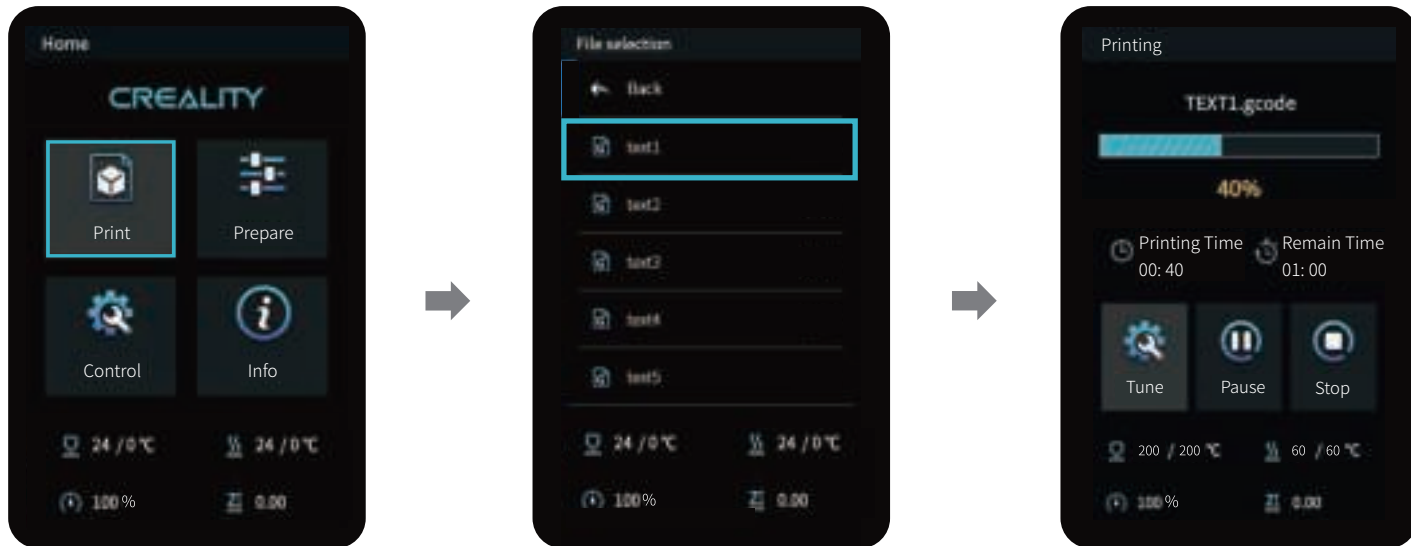 Home
CREALITY
Print
Prepare
Control
Info
24 / 0 ℃
24 / 0 ℃
100%
0.00
File selection
Back
text1
text2
text3
text4
text5
24 / 0 ℃
24 / 0 ℃
100%
0.00
Printing
TEXT1.gcode
40%
Printing Time
00: 40
Remain Time
01: 00
Tune
Pause
Stop
200 / 200 ℃
60 / 60 ℃
100%
0.00